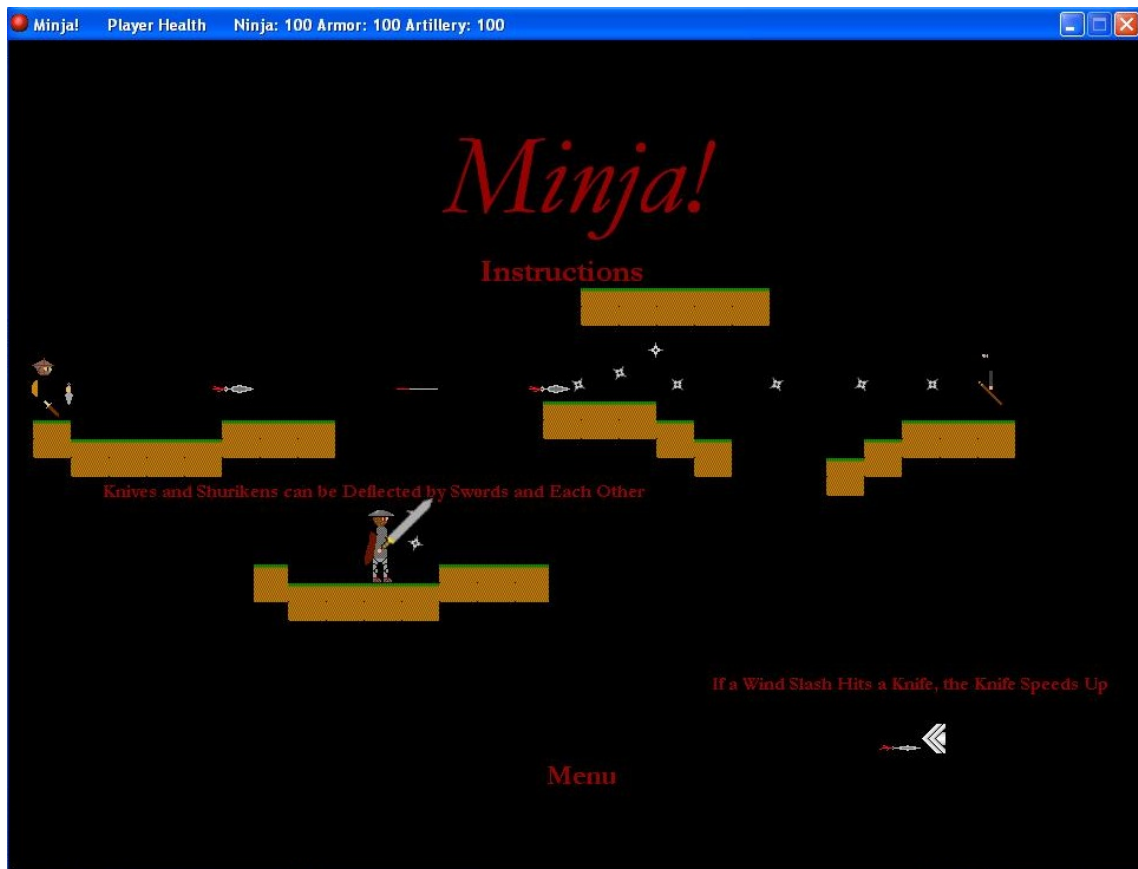 Minja! Player Health Ninja: 100 Armor: 100 Artillery: 100
Minja!
Instructions
Knives and Shurikens can be Deflected by Swords and Each Other
If a Wind Slash Hits a Knife, the Knife Speeds Up
Menu